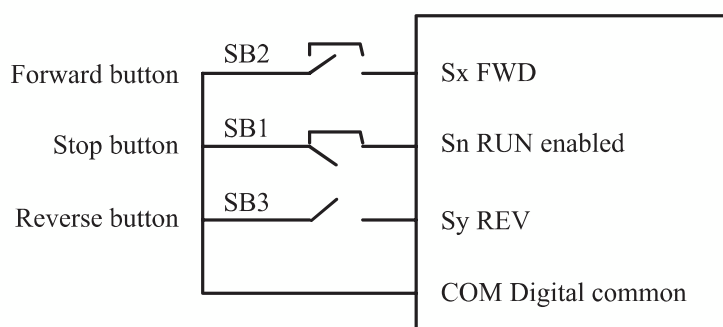 Forward button SB2 Sx FWD
Stop button SB1 Sn RUN enabled
Reverse button SB3 Sy REV
COM Digital common